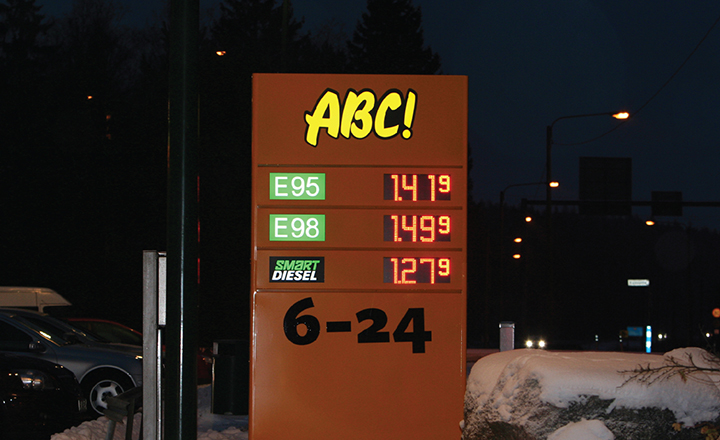 ABC!
E95 1.419
E98 1.499
SMART DIESEL 1.279
6-24